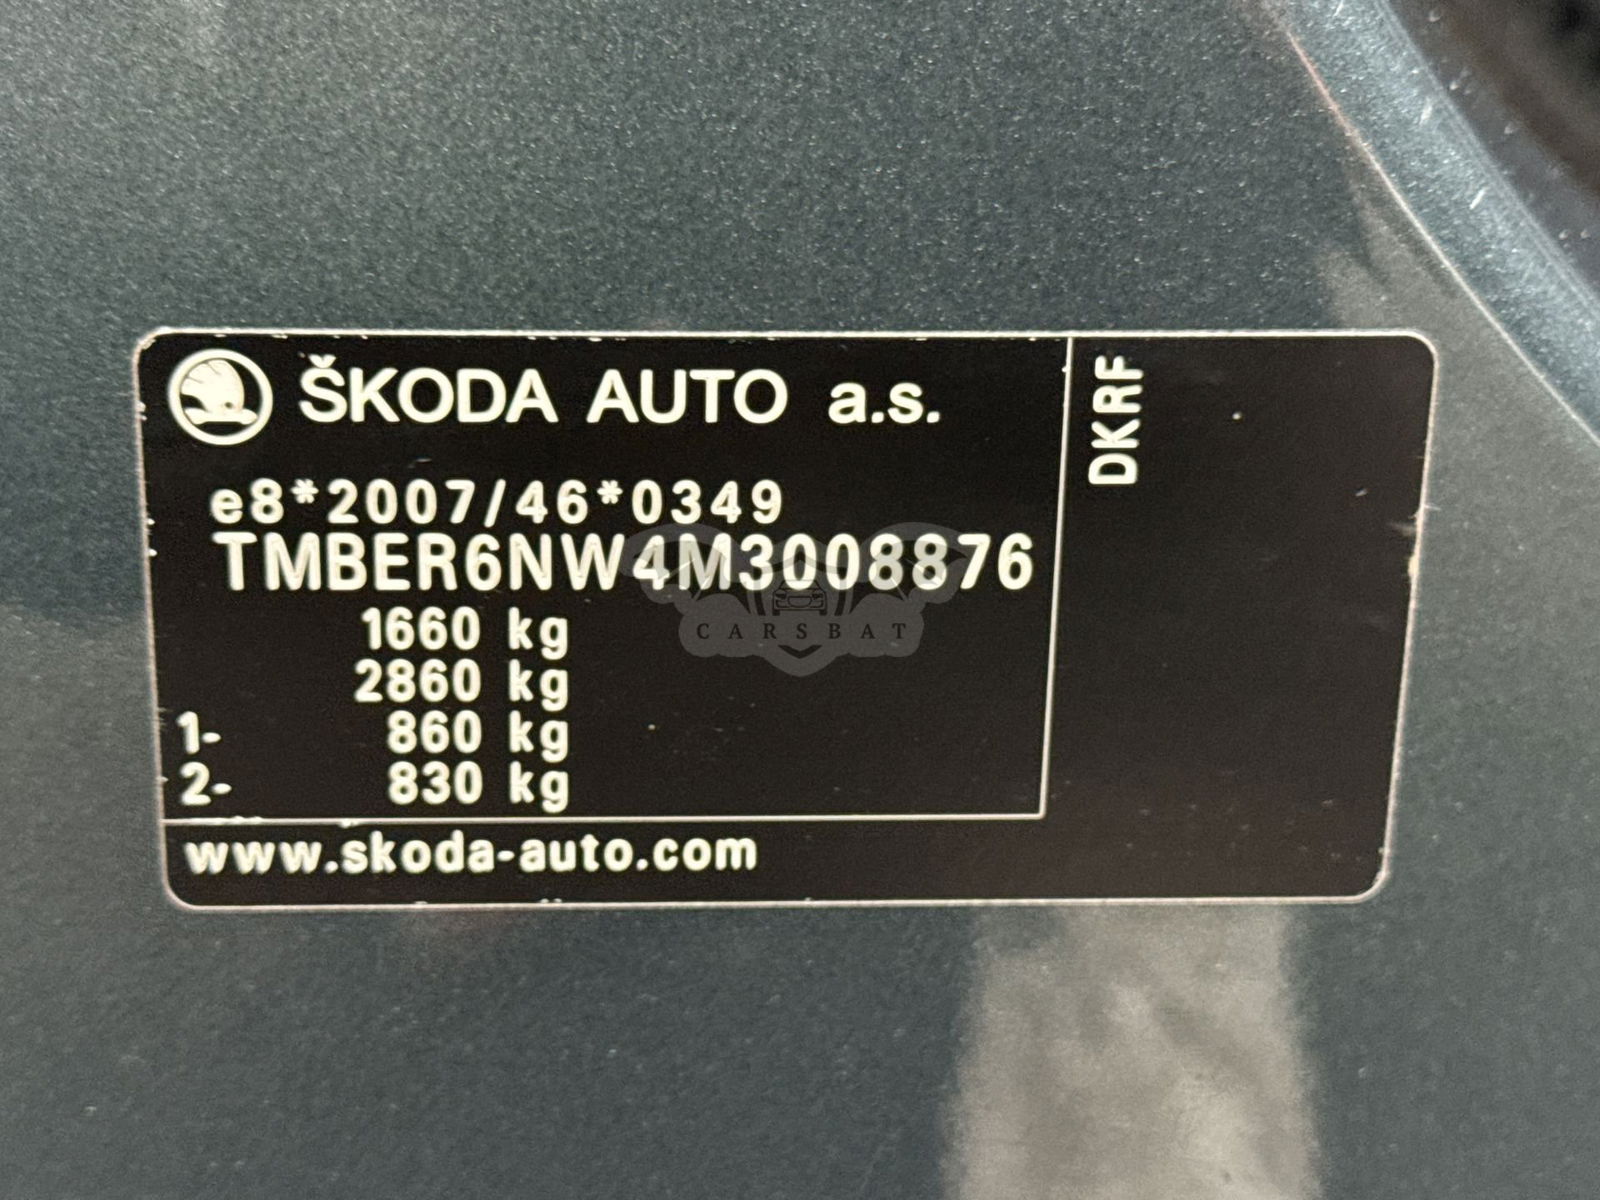 ŠKODA AUTO a.s.
e8*2007/46*0349
TMBER6NW4M3008876
1660 kg
2860 kg
1- 860 kg
2- 830 kg
www.skoda-auto.com
DKRF
CARSBAT